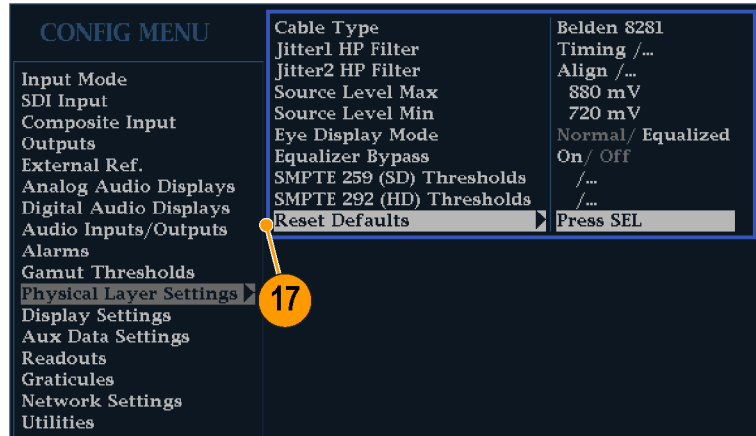 CONFIG MENU
Input Mode
SDI Input
Composite Input
Outputs
External Ref.
Analog Audio Displays
Digital Audio Displays
Audio Inputs/Outputs
Alarms
Gamut Thresholds
Physical Layer Settings
Display Settings
Aux Data Settings
Readouts
Graticules
Network Settings
Utilities
Cable Type Belden 8281
Jitter1 HP Filter Timing /...
Jitter2 HP Filter Align /...
Source Level Max 880 mV
Source Level Min 720 mV
Eye Display Mode Normal/ Equalized
Equalizer Bypass On/ Off
SMPTE 259 (SD) Thresholds /...
SMPTE 292 (HD) Thresholds /...
Reset Defaults Press SEL
17